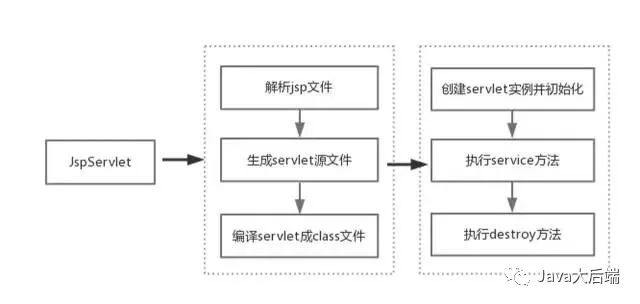 JspServlet
解析jsp文件
生成servlet源文件
编译servlet成class文件
创建servlet实例并初始化
执行service方法
执行destroy方法
Java大后端